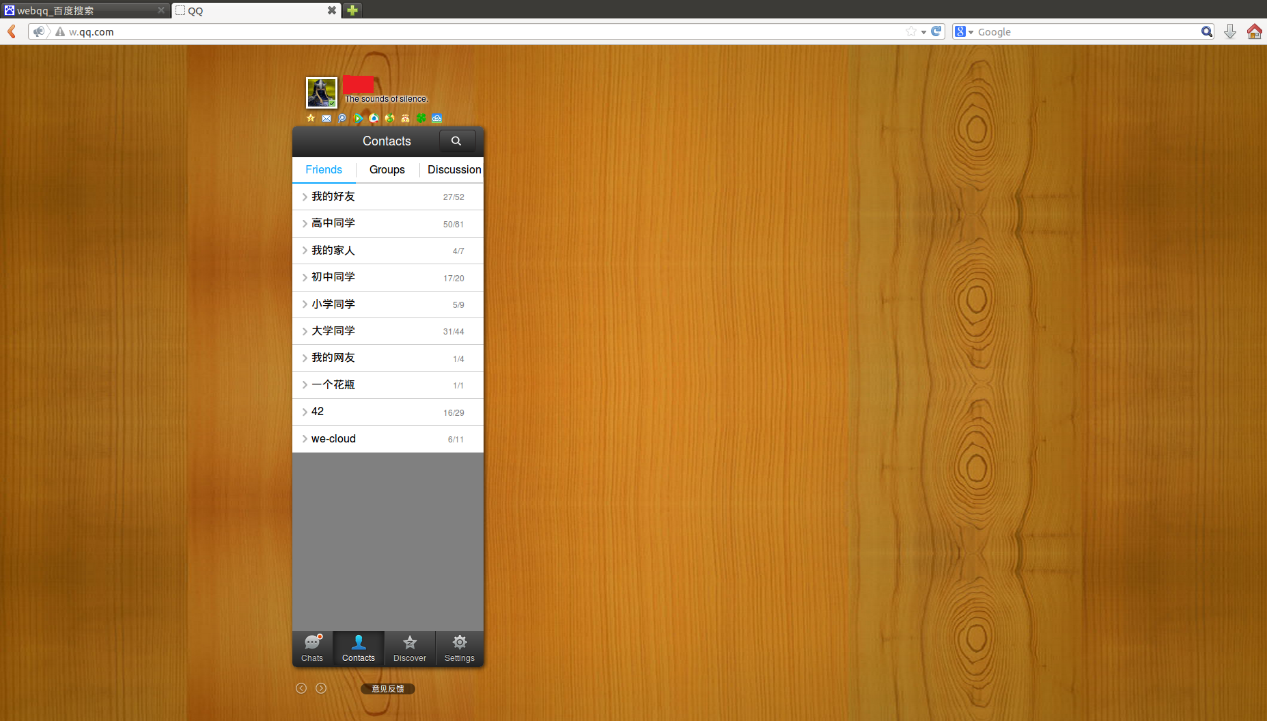 webqq_百度搜索
QQ
w.qq.com
Google
The sounds of silence.
Contacts
Friends Groups Discussion
我的好友 27/52
高中同学 50/81
我的家人 4/7
初中同学 17/20
小学同学 5/9
大学同学 31/44
我的网友 1/4
一个花瓶 1/1
42 16/29
we-cloud 6/11
Chats Contacts Discover Settings
意见反馈